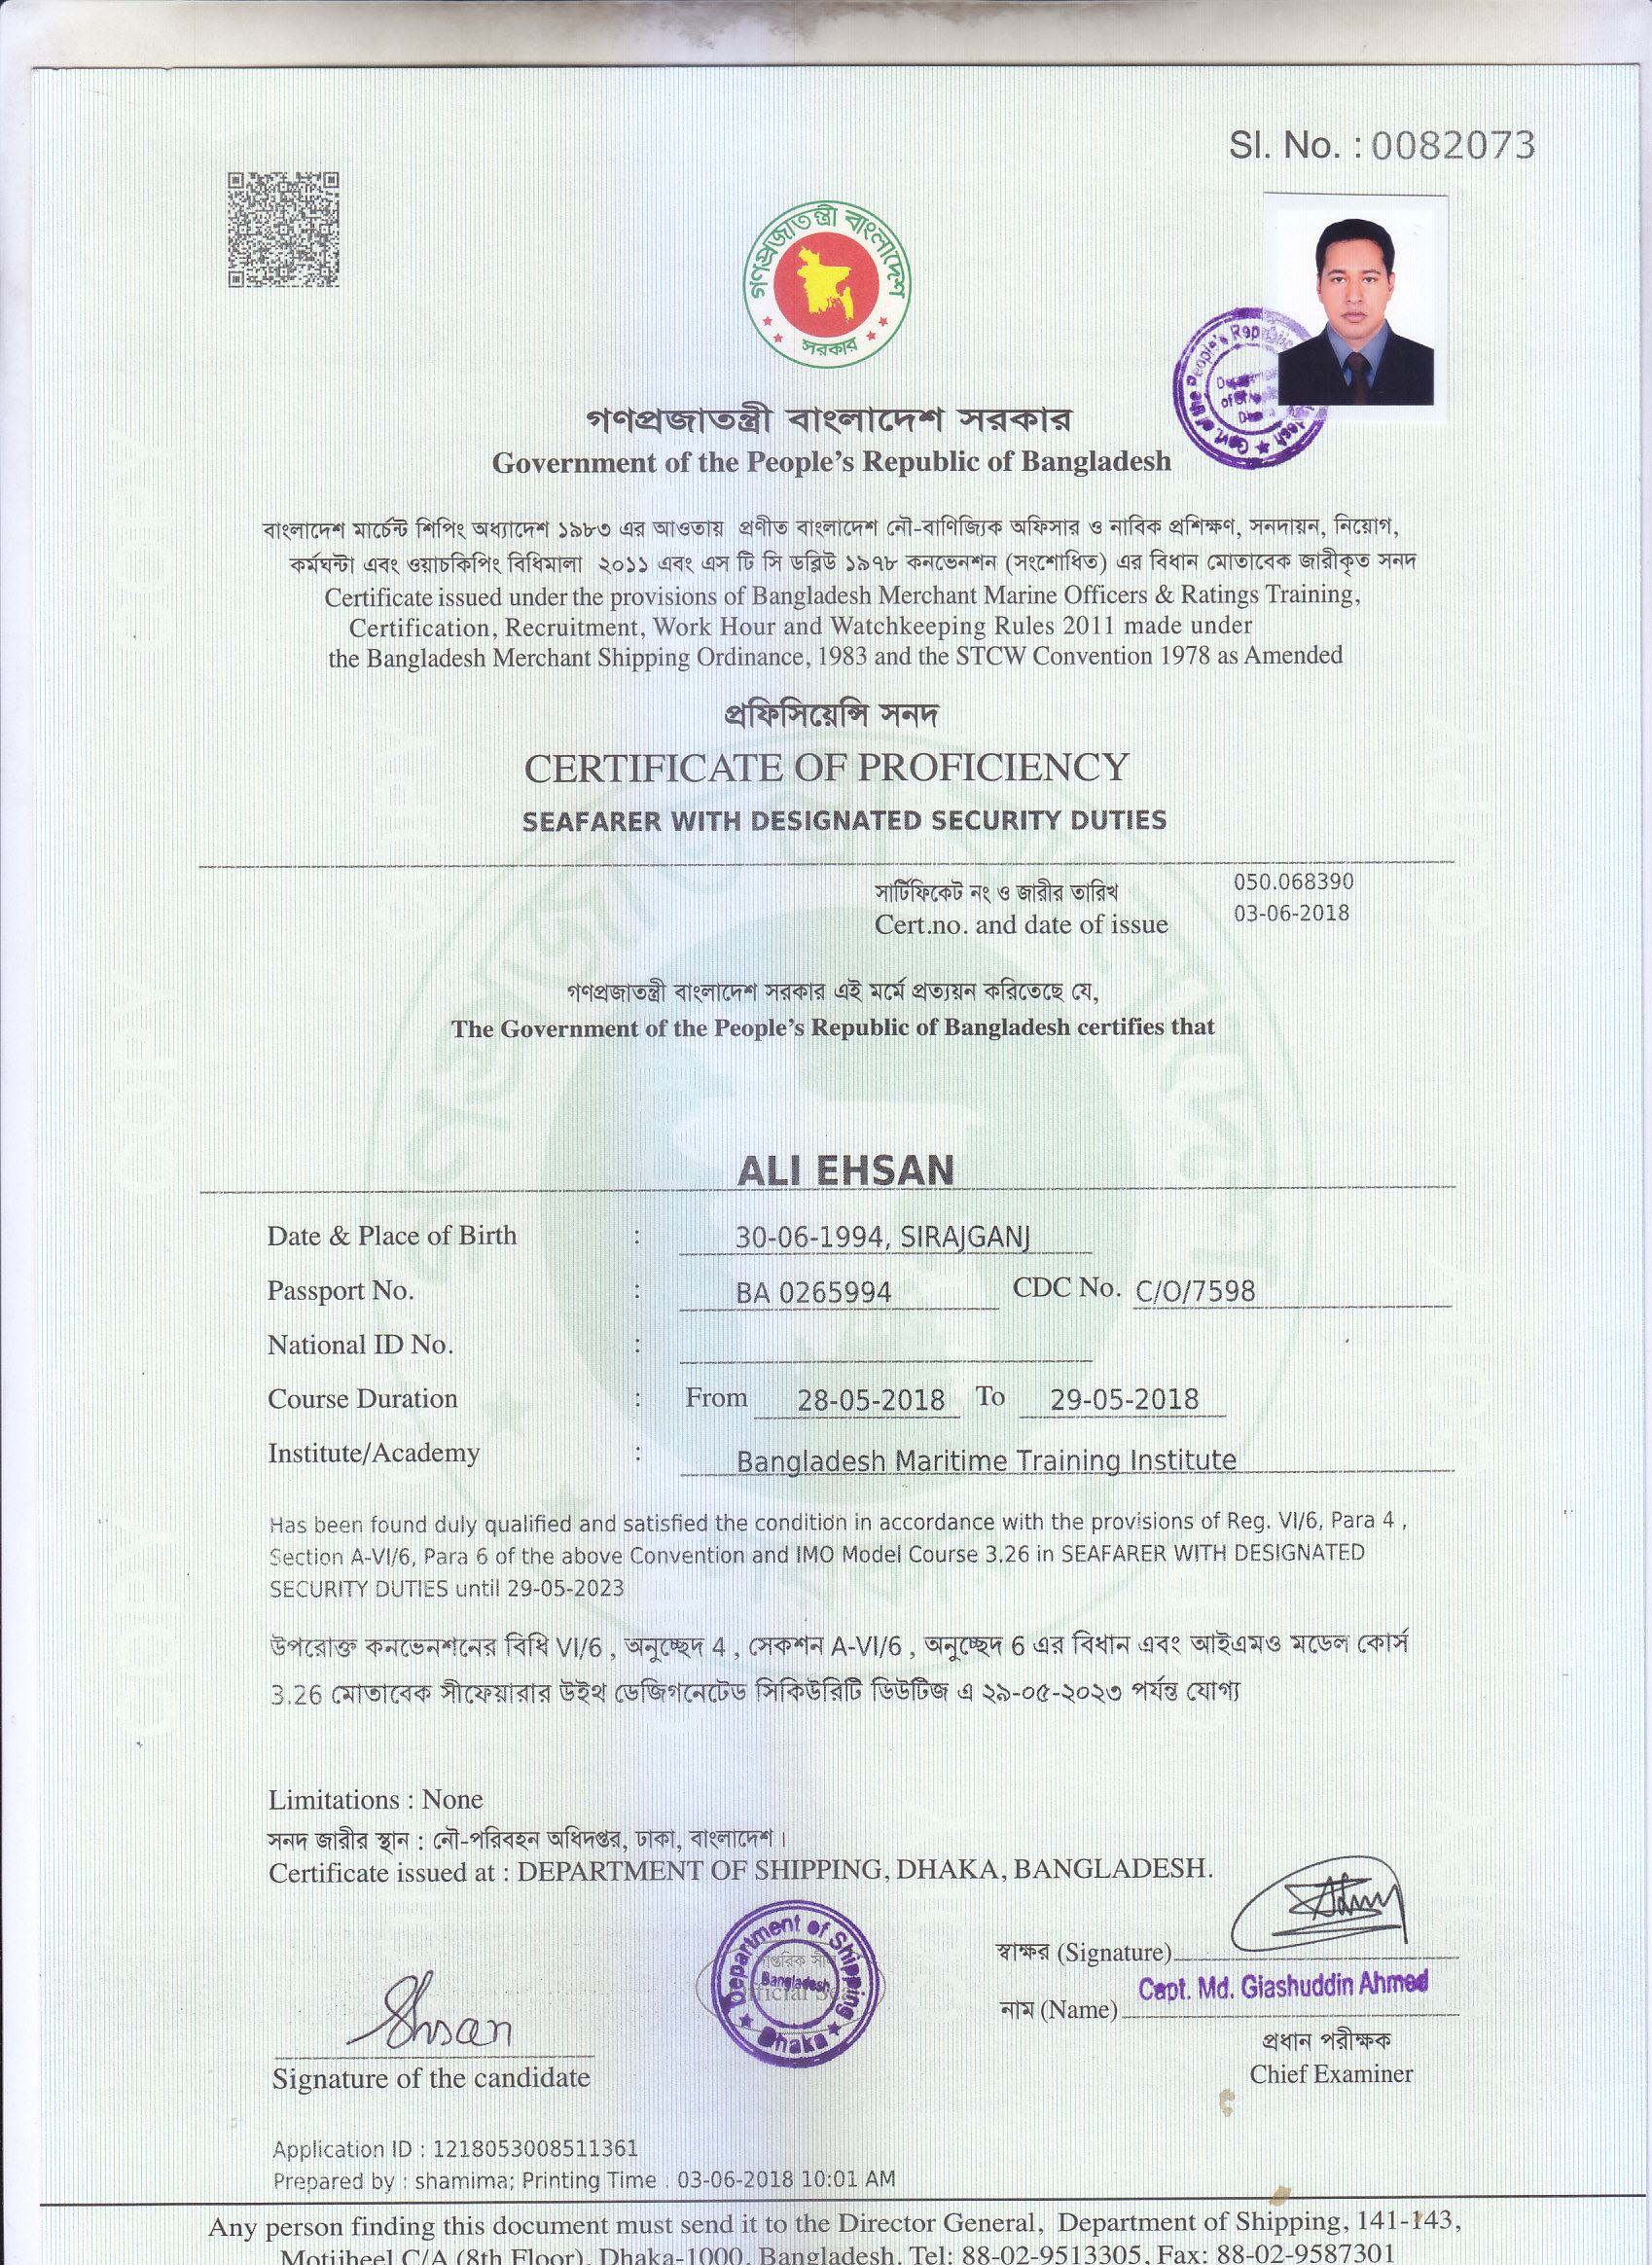 Sl. No. : 0082073
গণপ্রজাতন্ত্রী বাংলাদেশ
সরকার
গণপ্রজাতন্ত্রী বাংলাদেশ সরকার
Government of the People's Republic of Bangladesh
বাংলাদেশ মার্চেন্ট শিপিং অধ্যাদেশ ১৯৮৩ এর আওতায় প্রণীত বাংলাদেশ নৌ-বাণিজ্যিক অফিসার ও নাবিক প্রশিক্ষণ, সনদায়ন, নিয়োগ,
কর্মঘন্টা এবং ওয়াচকিপিং বিধিমালা ২০১১ এবং এস টি সি ডব্লিউ ১৯৭৮ কনভেনশন (সংশোধিত) এর বিধান মোতাবেক জারীকৃত সনদ
Certificate issued under the provisions of Bangladesh Merchant Marine Officers & Ratings Training,
Certification, Recruitment, Work Hour and Watchkeeping Rules 2011 made under
the Bangladesh Merchant Shipping Ordinance, 1983 and the STCW Convention 1978 as Amended
প্রফিসিয়েন্সি সনদ
CERTIFICATE OF PROFICIENCY
SEAFARER WITH DESIGNATED SECURITY DUTIES
সার্টিফিকেট নং ও জারীর তারিখ 050.068390
Cert.no. and date of issue 03-06-2018
গণপ্রজাতন্ত্রী বাংলাদেশ সরকার এই মর্মে প্রত্যয়ন করিতেছে যে,
The Government of the People's Republic of Bangladesh certifies that
ALI EHSAN
Date & Place of Birth : 30-06-1994, SIRAJGANJ
Passport No. : BA 0265994 CDC No. C/O/7598
National ID No. :
Course Duration : From 28-05-2018 To 29-05-2018
Institute/Academy : Bangladesh Maritime Training Institute
Has been found duly qualified and satisfied the condition in accordance with the provisions of Reg. VI/6, Para 4 ,
Section A-VI/6, Para 6 of the above Convention and IMO Model Course 3.26 in SEAFARER WITH DESIGNATED
SECURITY DUTIES until 29-05-2023
উপরোক্ত কনভেনশনের বিধি VI/6 , অনুচ্ছেদ 4 , সেকশন A-VI/6 , অনুচ্ছেদ 6 এর বিধান এবং আইএমও মডেল কোর্স
3.26 মোতাবেক সীফেয়ারার উইথ ডেজিগনেটেড সিকিউরিটি ডিউটিজ এ ২৯-০৫-২০২৩ পর্যন্ত যোগ্য
Limitations : None
সনদ জারীর স্থান : নৌ-পরিবহন অধিদপ্তর, ঢাকা, বাংলাদেশ।
Certificate issued at : DEPARTMENT OF SHIPPING, DHAKA, BANGLADESH.
Department of Shipping
Bangladesh
Dhaka
স্বাক্ষর (Signature)
নাম (Name) Capt. Md. Giashuddin Ahmed
প্রধান পরীক্ষক
Chief Examiner
Ehsan
Signature of the candidate
Application ID : 1218053008511361
Prepared by : shamima; Printing Time : 03-06-2018 10:01 AM
Any person finding this document must send it to the Director General, Department of Shipping, 141-143,
Motijheel C/A (8th Floor), Dhaka-1000, Bangladesh. Tel: 88-02-9513305, Fax: 88-02-9587301